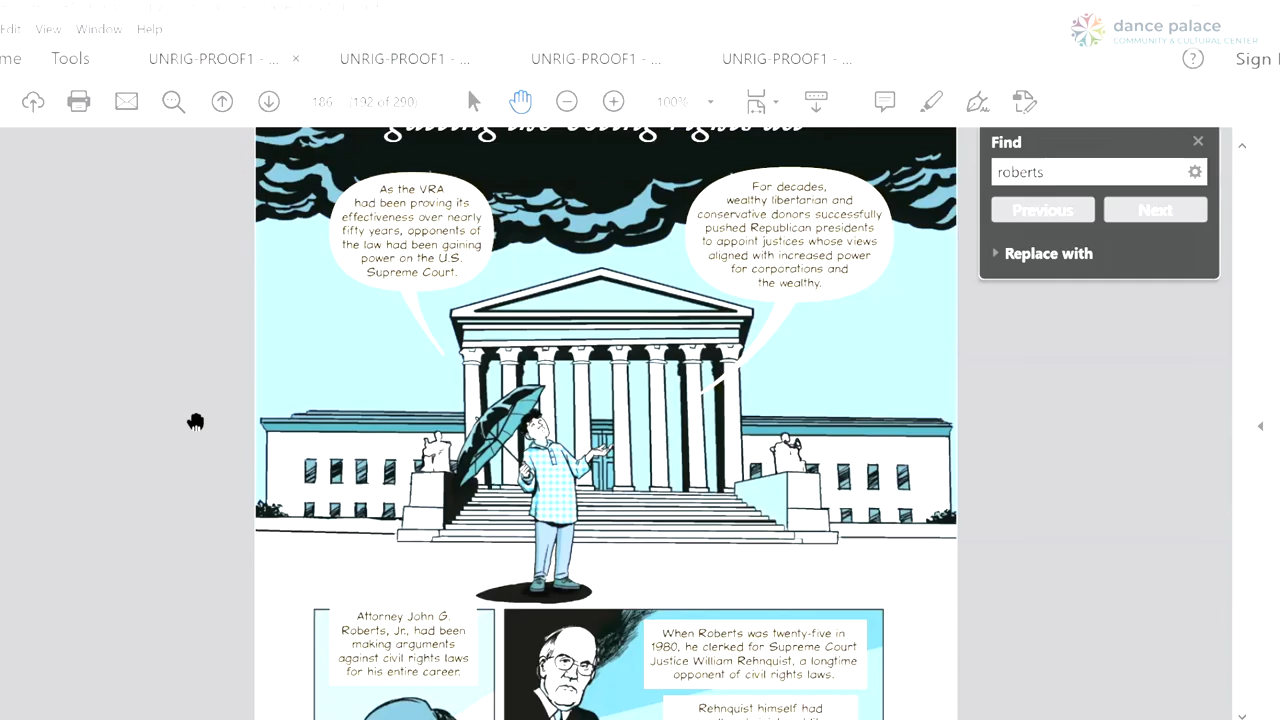 Edit View Window Help
dance palace
COMMUNITY & CULTURAL CENTER
me Tools UNRIG-PROOF1 - ... × UNRIG-PROOF1 - ... UNRIG-PROOF1 - ... UNRIG-PROOF1 - ... Sign
186 (192 of 290) 100%
gutting the voting rights act
Find
roberts
Previous Next
Replace with
As the VRA
had been proving its
effectiveness over nearly
fifty years, opponents of
the law had been gaining
power on the U.S.
Supreme Court.
For decades,
wealthy libertarian and
conservative donors successfully
pushed Republican presidents
to appoint justices whose views
aligned with increased power
for corporations and
the wealthy.
Attorney John G.
Roberts, Jr., had been
making arguments
against civil rights laws
for his entire career.
When Roberts was twenty-five in
1980, he clerked for Supreme Court
Justice William Rehnquist, a longtime
opponent of civil rights laws.
Rehnquist himself had